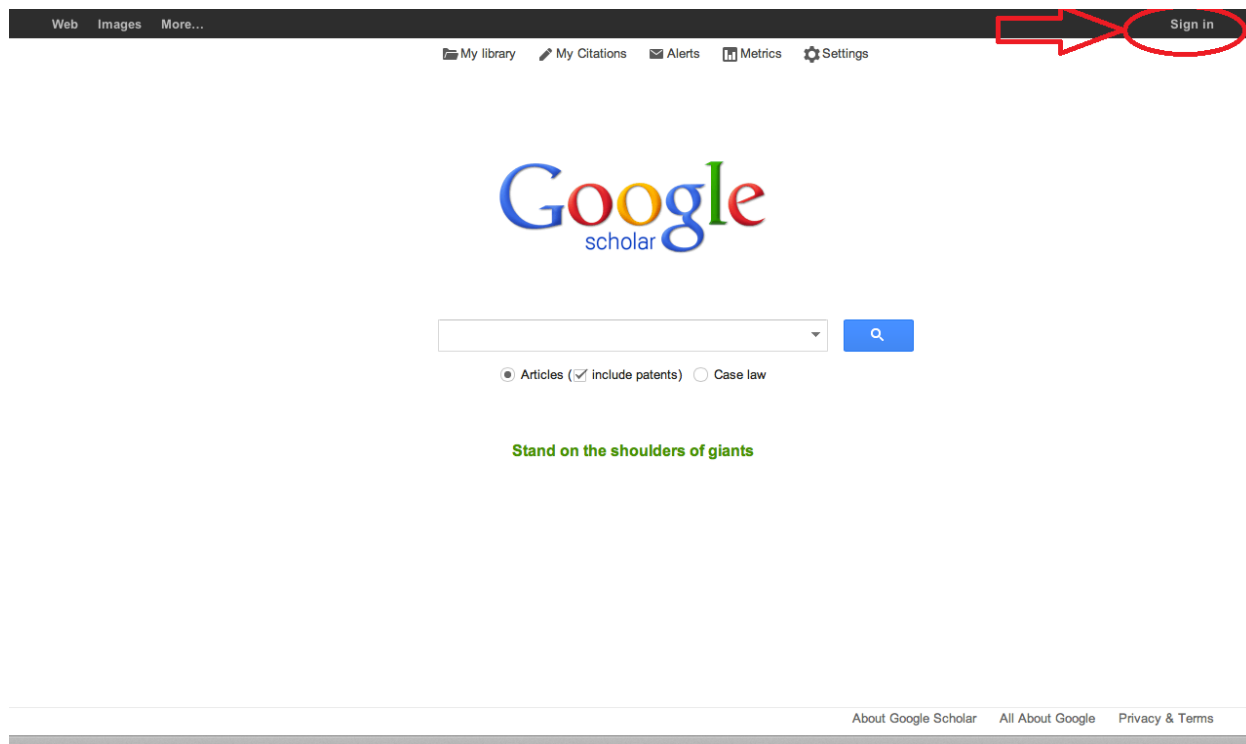 Web Images More... Sign in
My library My Citations Alerts Metrics Settings
Google
scholar
Articles ( include patents) Case law
Stand on the shoulders of giants
About Google Scholar All About Google Privacy & Terms